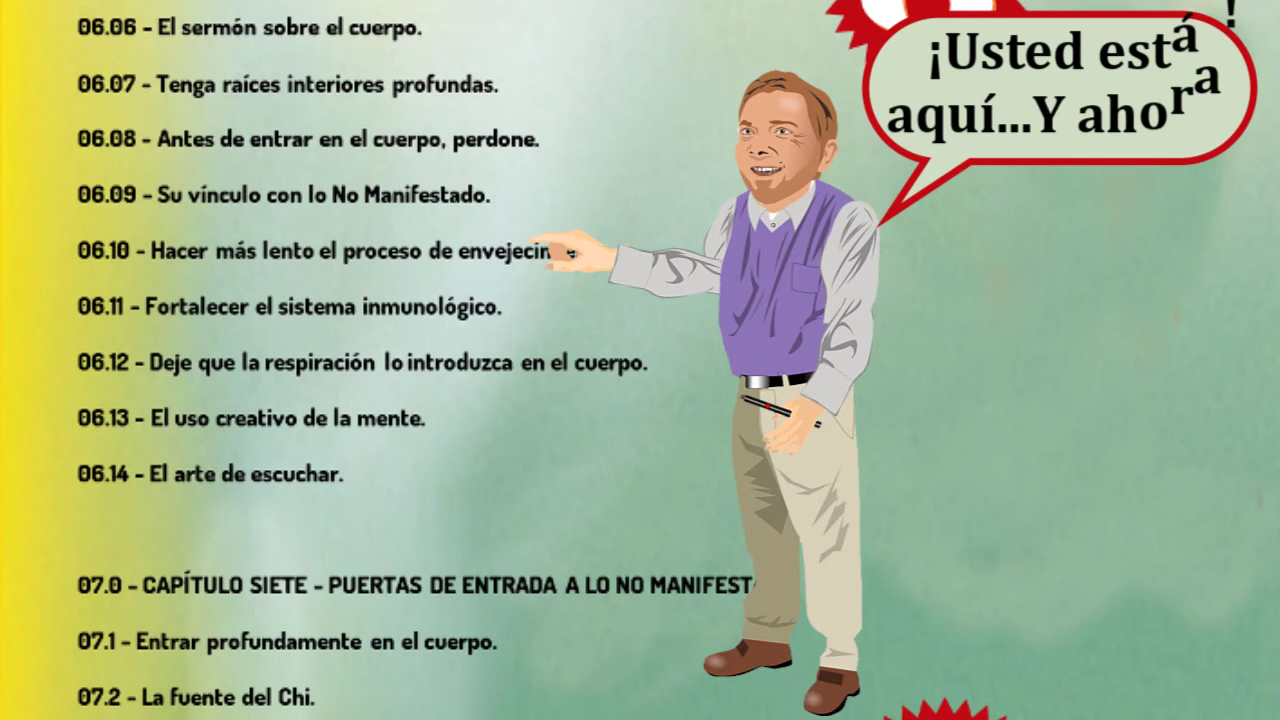 06.06 - El sermón sobre el cuerpo.
06.07 - Tenga raíces interiores profundas.
06.08 - Antes de entrar en el cuerpo, perdone.
06.09 - Su vínculo con lo No Manifestado.
06.10 - Hacer más lento el proceso de envejecin
06.11 - Fortalecer el sistema inmunológico.
06.12 - Deje que la respiración lo introduzca en el cuerpo.
06.13 - El uso creativo de la mente.
06.14 - El arte de escuchar.
07.0 - CAPÍTULO SIETE - PUERTAS DE ENTRADA A LO NO MANIFEST
07.1 - Entrar profundamente en el cuerpo.
07.2 - La fuente del Chi.
¡Usted está
aquí...Y ahora!